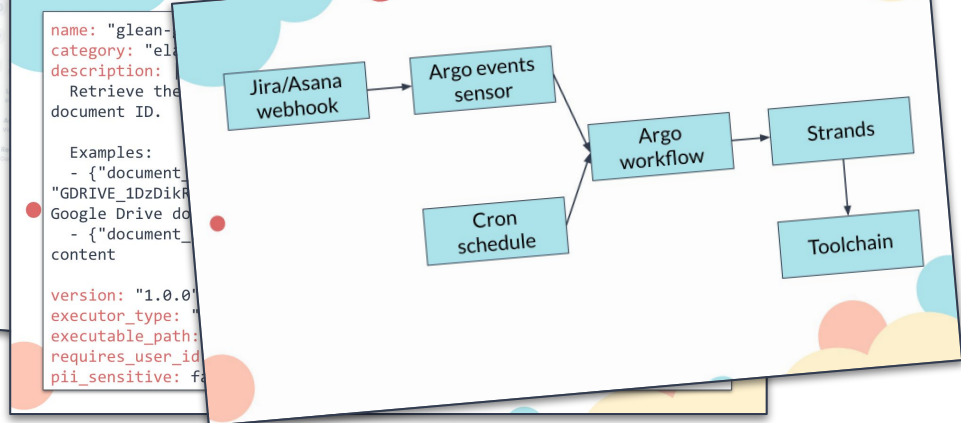 name: "glean-
category: "ela
description:
Retrieve the
document ID.
Examples:
- {"document_
"GDRIVE_1DzDikR
Google Drive do
- {"document_
content
version: "1.0.0"
executor_type: "
executable_path:
requires_user_id
pii_sensitive: fa
Jira/Asana
webhook
Argo events
sensor
Cron
schedule
Argo
workflow
Strands
Toolchain